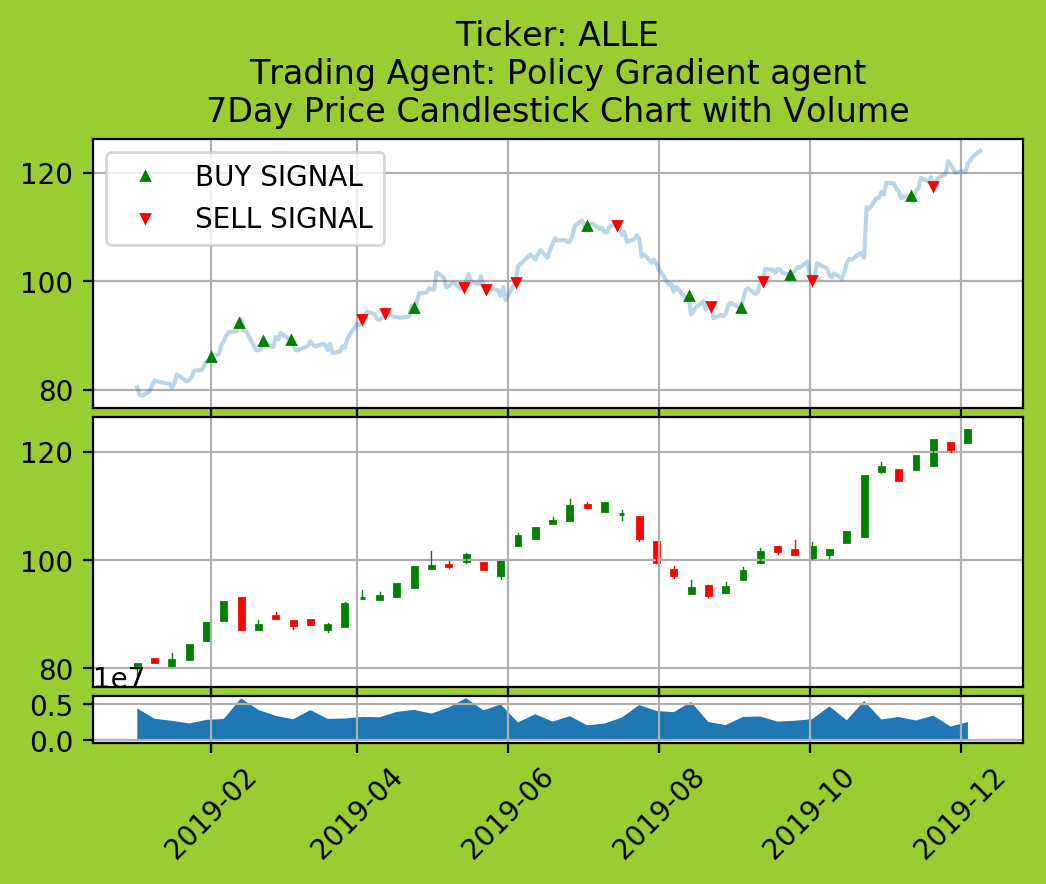 Ticker: ALLE
Trading Agent: Policy Gradient agent
7Day Price Candlestick Chart with Volume
BUY SIGNAL
SELL SIGNAL
120
100
80
120
100
80
1e7
0.5
0.0
2019-02
2019-04
2019-06
2019-08
2019-10
2019-12